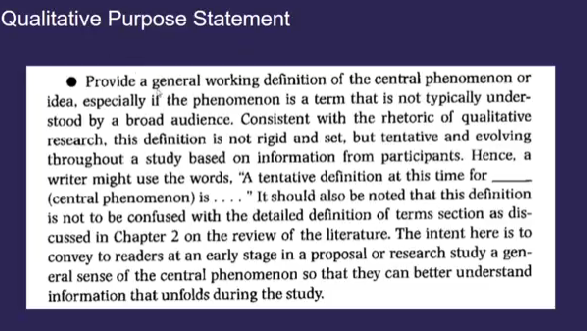 Qualitative Purpose Statement
● Provide a general working definition of the central phenomenon or
idea, especially if the phenomenon is a term that is not typically under-
stood by a broad audience. Consistent with the rhetoric of qualitative
research, this definition is not rigid and set, but tentative and evolving
throughout a study based on information from participants. Hence, a
writer might use the words, "A tentative definition at this time for _____
(central phenomenon) is . . . . " It should also be noted that this definition
is not to be confused with the detailed definition of terms section as dis-
cussed in Chapter 2 on the review of the literature. The intent here is to
convey to readers at an early stage in a proposal or research study a gen-
eral sense of the central phenomenon so that they can better understand
information that unfolds during the study.